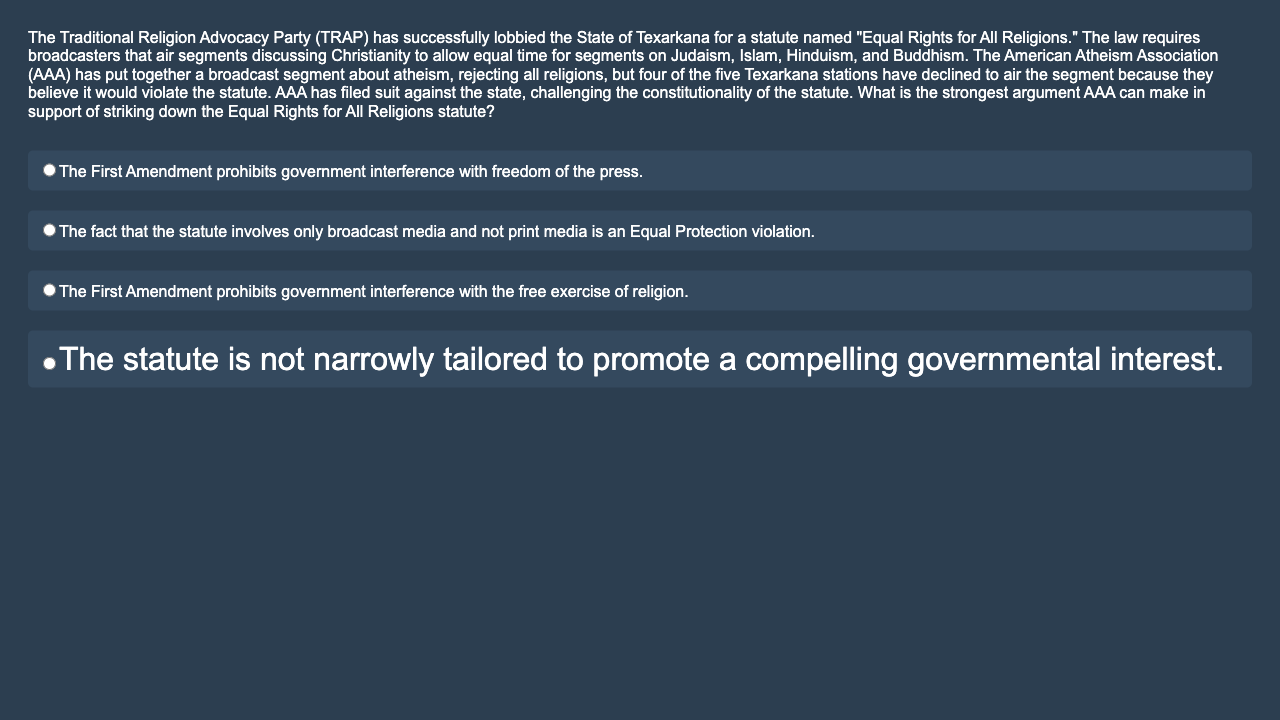 The Traditional Religion Advocacy Party (TRAP) has successfully lobbied the State of Texarkana for a statute named "Equal Rights for All Religions." The law requires
broadcasters that air segments discussing Christianity to allow equal time for segments on Judaism, Islam, Hinduism, and Buddhism. The American Atheism Association
(AAA) has put together a broadcast segment about atheism, rejecting all religions, but four of the five Texarkana stations have declined to air the segment because they
believe it would violate the statute. AAA has filed suit against the state, challenging the constitutionality of the statute. What is the strongest argument AAA can make in
support of striking down the Equal Rights for All Religions statute?
The First Amendment prohibits government interference with freedom of the press.
The fact that the statute involves only broadcast media and not print media is an Equal Protection violation.
The First Amendment prohibits government interference with the free exercise of religion.
The statute is not narrowly tailored to promote a compelling governmental interest.